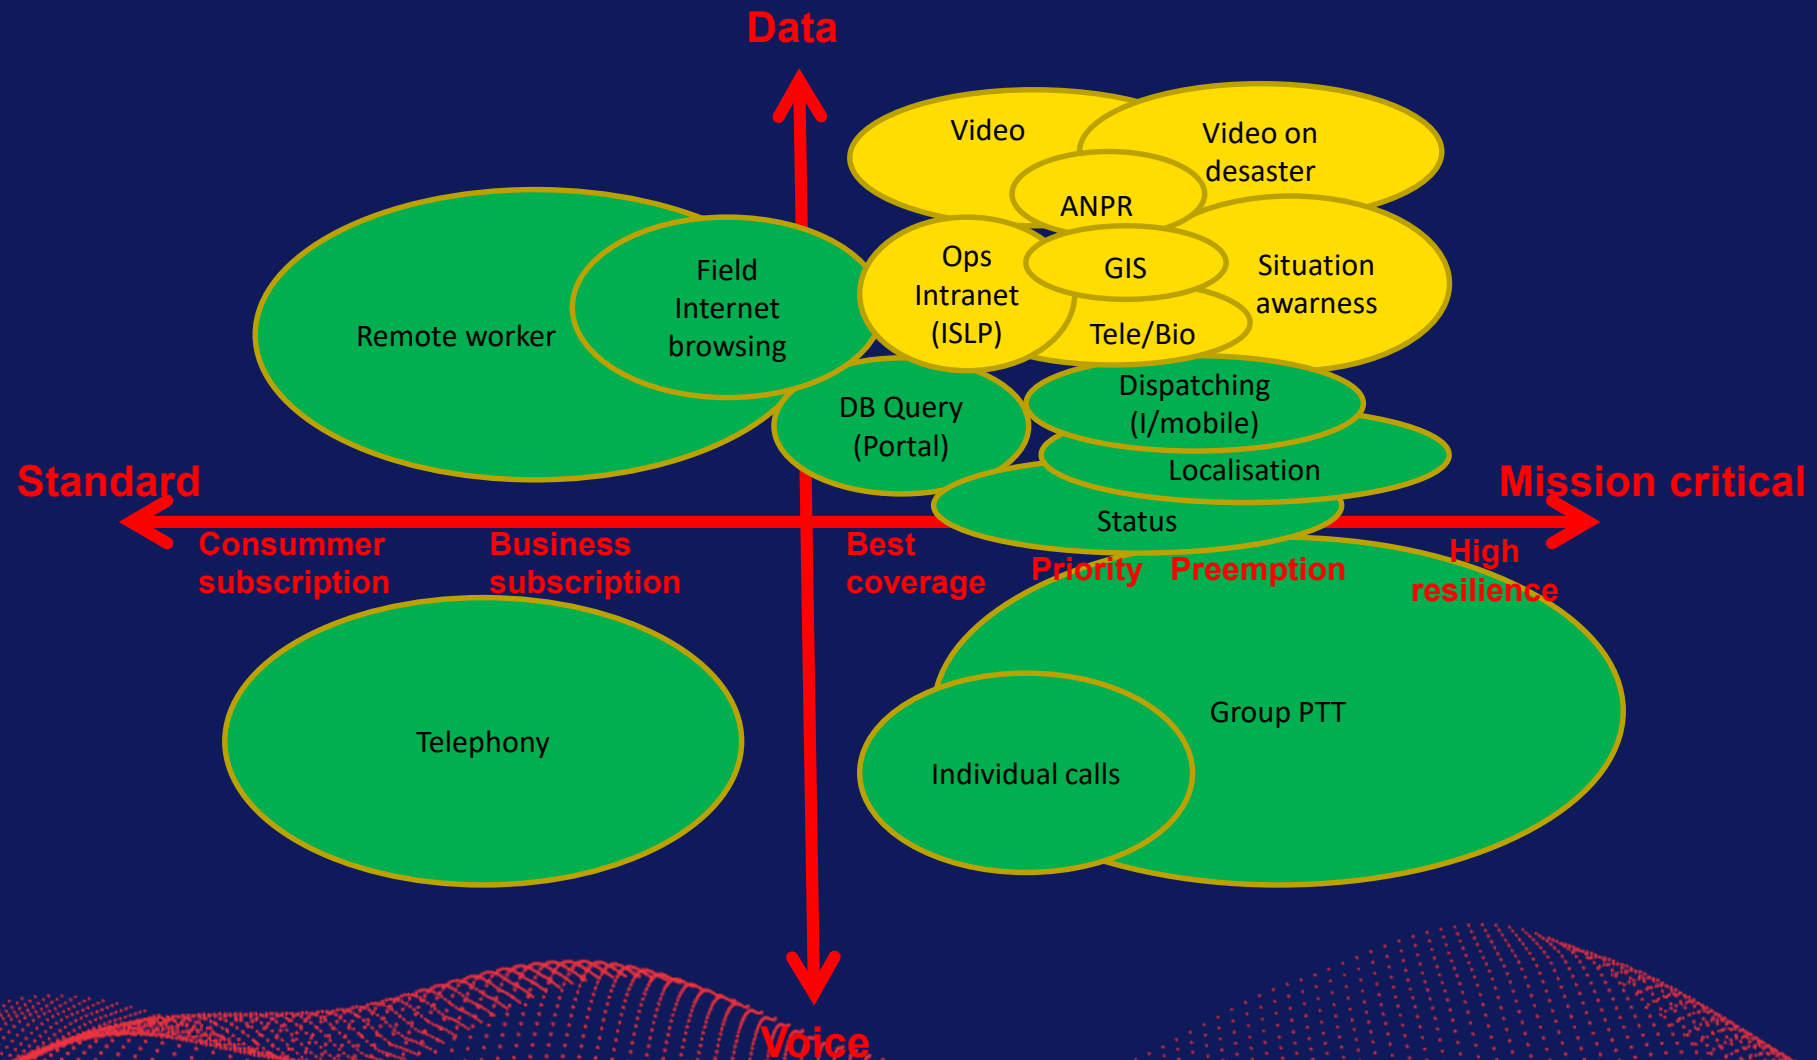 Data
Video
Video on
desaster
ANPR
Field
Internet
browsing
Ops
Intranet
(ISLP)
GIS
Situation
awarness
Remote worker
Tele/Bio
DB Query
(Portal)
Dispatching
(I/mobile)
Localisation
Standard
Mission critical
Status
Consummer
subscription
Business
subscription
Best
coverage
Priority
Preemption
High
resilience
Telephony
Group PTT
Individual calls
Voice